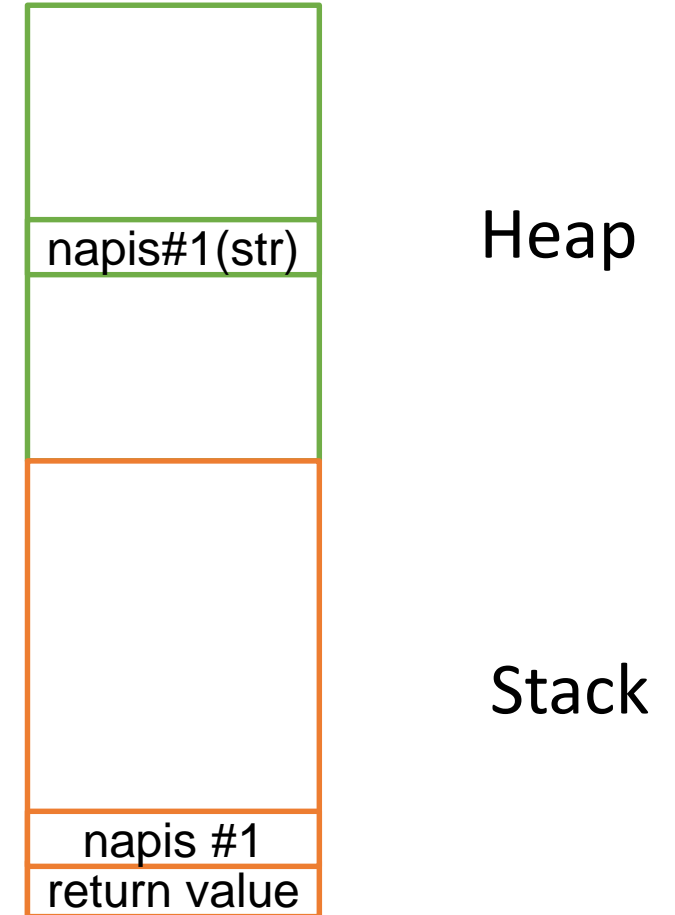 napis#1(str)
Heap
Stack
napis #1
return value